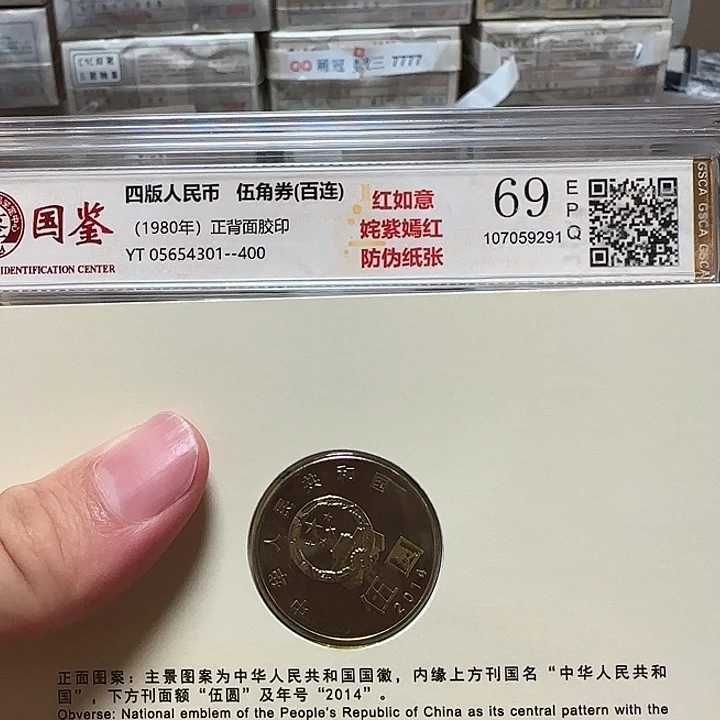 冠 三 7777
国鉴
IDENTIFICATION CENTER
四版人民币 伍角券(百连)
(1980年) 正背面胶印
YT 05654301--400
红如意
姹紫嫣红
防伪纸张
69
EPQ
107059291
GSCA GSCA GSCA
中华人民共和国
伍圆
2014
正面图案：主景图案为中华人民共和国国徽，内缘上方刊国名“中华人民共和
国”，下方刊面额“伍圆”及年号“2014”。
Obverse: National emblem of the People's Republic of China as its central pattern with the